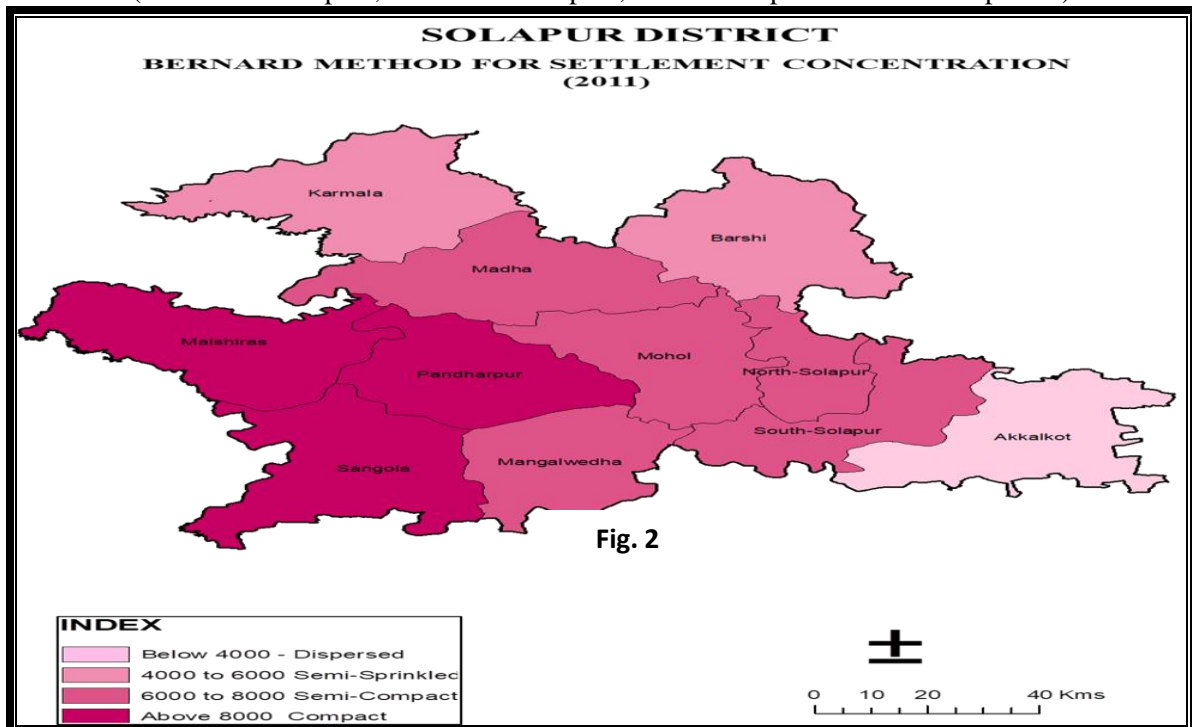 SOLAPUR DISTRICT
BERNARD METHOD FOR SETTLEMENT CONCENTRATION
(2011)
Karmala
Barshi
Madha
Malshiras
Mohol
Pandharpur
North-Solapur
South-Solapur
Akkalkot
Sangola
Mangalwedha
Fig. 2
INDEX
Below 4000 - Dispersed
4000 to 6000 Semi-Sprinkled
6000 to 8000 Semi-Compact
Above 8000 Compact
0 10 20 40 Kms